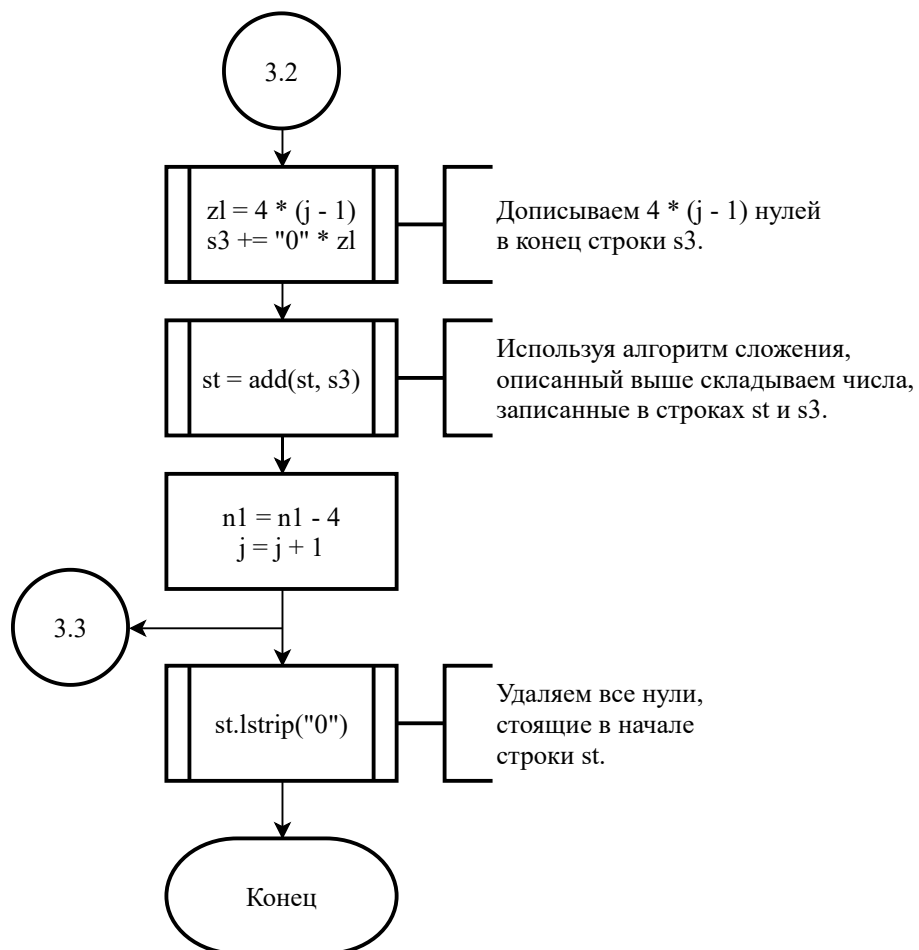 3.2
zl = 4 * (j - 1)
s3 += "0" * zl
Дописываем 4 * (j - 1) нулей
в конец строки s3.
st = add(st, s3)
Используя алгоритм сложения,
описанный выше складываем числа,
записанные в строках st и s3.
n1 = n1 - 4
j = j + 1
3.3
st.lstrip("0")
Удаляем все нули,
стоящие в начале
строки st.
Конец